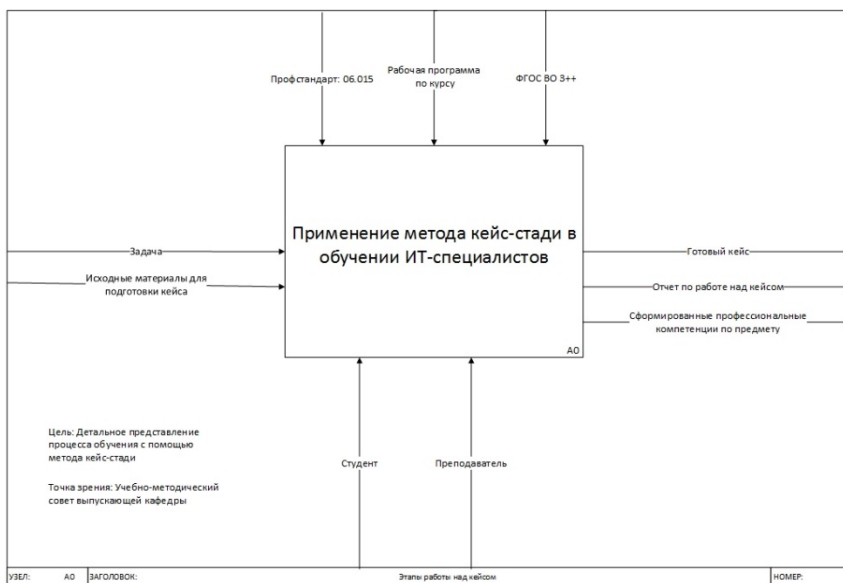 Профстандарт: 06.015
Рабочая программа
по курсу
ФГОС ВО 3++
Применение метода кейс-стади в
обучении ИТ-специалистов
A0
Задача
Исходные материалы для
подготовки кейса
Готовый кейс
Отчет по работе над кейсом
Сформированные профессиональные
компетенции по предмету
Цель: Детальное представление
процесса обучения с помощью
метода кейс-стади
Точка зрения: Учебно-методический
совет выпускающей кафедры
Студент
Преподаватель
УЗЕЛ: A0 ЗАГОЛОВОК: Этапы работы над кейсом НОМЕР: